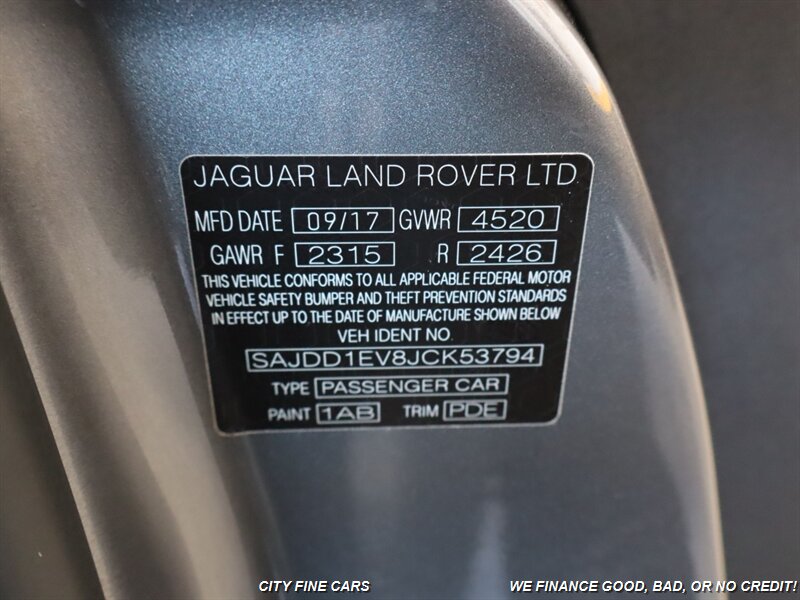 JAGUAR LAND ROVER LTD
MFD DATE 09/17 GVWR 4520
GAWR F 2315 R 2426
THIS VEHICLE CONFORMS TO ALL APPLICABLE FEDERAL MOTOR
VEHICLE SAFETY BUMPER AND THEFT PREVENTION STANDARDS
IN EFFECT UP TO THE DATE OF MANUFACTURE SHOWN BELOW
VEH IDENT NO.
SAJDD1EV8JCK53794
TYPE PASSENGER CAR
PAINT 1AB TRIM PDE
CITY FINE CARS WE FINANCE GOOD, BAD, OR NO CREDIT!